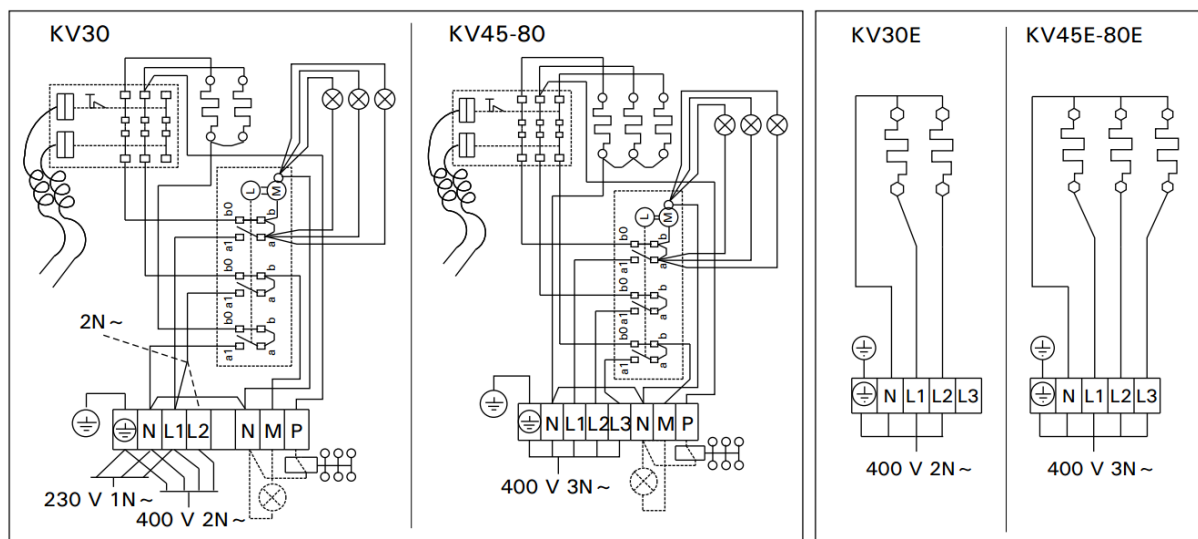 KV30
L
M
b0
b
a1
a
b0
b
a1
a
b0
b
a1
a
2N~
N L1 L2 N M P
230 V 1N~
400 V 2N~
KV45-80
L
M
b0
b
a1
a
b0
b
a1
a
b0
b
a1
a
N L1 L2 L3 N M P
400 V 3N~
KV30E
N L1 L2 L3
400 V 2N~
KV45E-80E
N L1 L2 L3
400 V 3N~